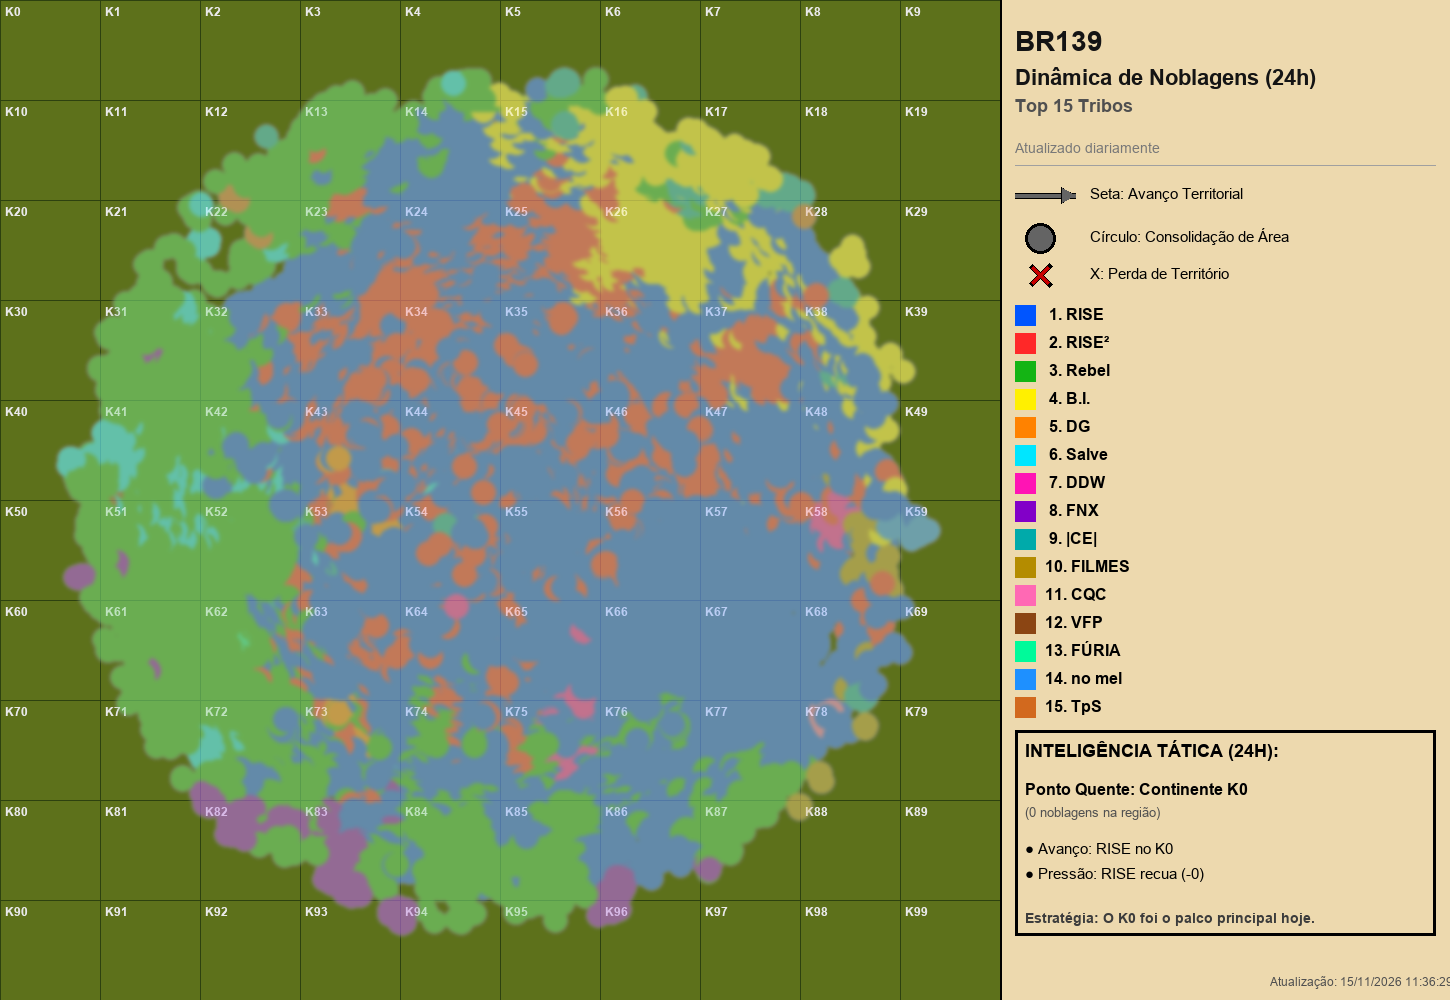 K0 K1 K2 K3 K4 K5 K6 K7 K8 K9
K10 K11 K12 K13 K14 K15 K16 K17 K18 K19
K20 K21 K22 K23 K24 K25 K26 K27 K28 K29
K30 K31 K32 K33 K34 K35 K36 K37 K38 K39
K40 K41 K42 K43 K44 K45 K46 K47 K48 K49
K50 K51 K52 K53 K54 K55 K56 K57 K58 K59
K60 K61 K62 K63 K64 K65 K66 K67 K68 K69
K70 K71 K72 K73 K74 K75 K76 K77 K78 K79
K80 K81 K82 K83 K84 K85 K86 K87 K88 K89
K90 K91 K92 K93 K94 K95 K96 K97 K98 K99
BR139
Dinâmica de Noblagens (24h)
Top 15 Tribos
Atualizado diariamente
Seta: Avanço Territorial
Círculo: Consolidação de Área
X: Perda de Território
1. RISE
2. RISE²
3. Rebel
4. B.I.
5. DG
6. Salve
7. DDW
8. FNX
9. |CE|
10. FILMES
11. CQC
12. VFP
13. FÚRIA
14. no mel
15. TpS
INTELIGÊNCIA TÁTICA (24H):
Ponto Quente: Continente K0
(0 noblagens na região)
● Avanço: RISE no K0
● Pressão: RISE recua (-0)
Estratégia: O K0 foi o palco principal hoje.
Atualização: 15/11/2026 11:36:29